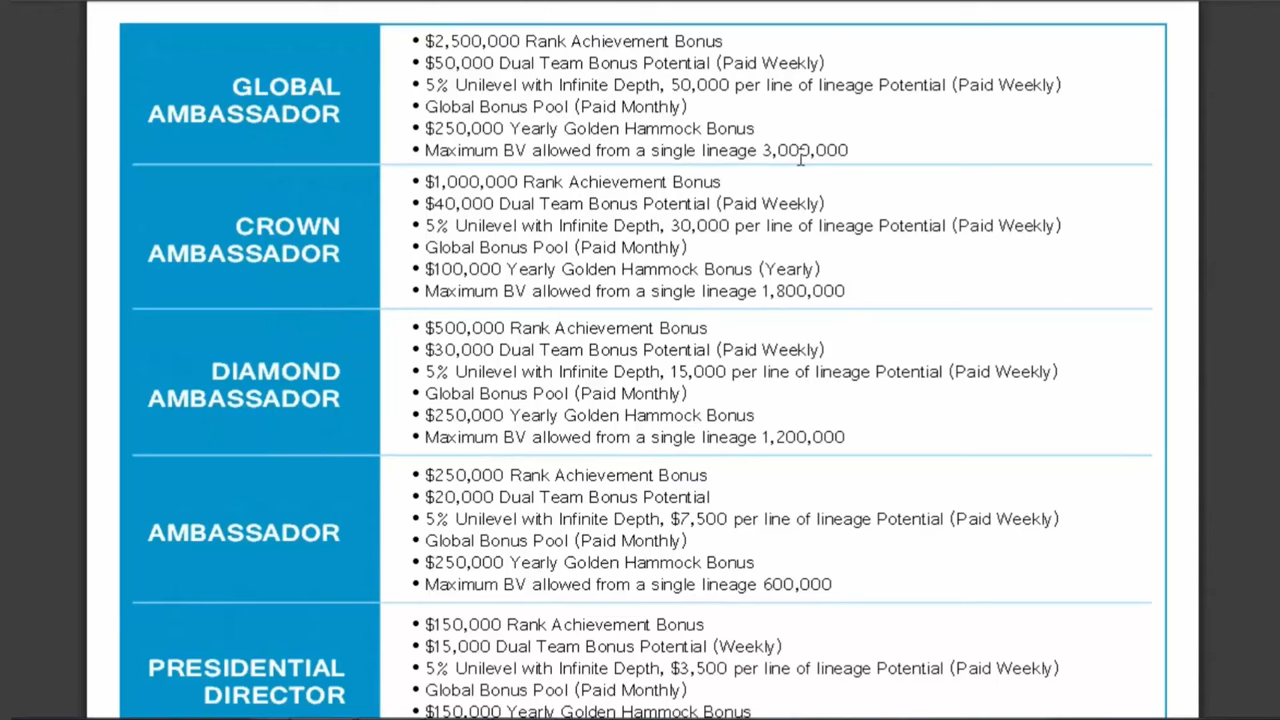 GLOBAL
AMBASSADOR
• $2,500,000 Rank Achievement Bonus
• $50,000 Dual Team Bonus Potential (Paid Weekly)
• 5% Unilevel with Infinite Depth, 50,000 per line of lineage Potential (Paid Weekly)
• Global Bonus Pool (Paid Monthly)
• $250,000 Yearly Golden Hammock Bonus
• Maximum BV allowed from a single lineage 3,000,000
CROWN
AMBASSADOR
• $1,000,000 Rank Achievement Bonus
• $40,000 Dual Team Bonus Potential (Paid Weekly)
• 5% Unilevel with Infinite Depth, 30,000 per line of lineage Potential (Paid Weekly)
• Global Bonus Pool (Paid Monthly)
• $100,000 Yearly Golden Hammock Bonus (Yearly)
• Maximum BV allowed from a single lineage 1,800,000
DIAMOND
AMBASSADOR
• $500,000 Rank Achievement Bonus
• $30,000 Dual Team Bonus Potential (Paid Weekly)
• 5% Unilevel with Infinite Depth, 15,000 per line of lineage Potential (Paid Weekly)
• Global Bonus Pool (Paid Monthly)
• $250,000 Yearly Golden Hammock Bonus
• Maximum BV allowed from a single lineage 1,200,000
AMBASSADOR
• $250,000 Rank Achievement Bonus
• $20,000 Dual Team Bonus Potential
• 5% Unilevel with Infinite Depth, $7,500 per line of lineage Potential (Paid Weekly)
• Global Bonus Pool (Paid Monthly)
• $250,000 Yearly Golden Hammock Bonus
• Maximum BV allowed from a single lineage 600,000
PRESIDENTIAL
DIRECTOR
• $150,000 Rank Achievement Bonus
• $15,000 Dual Team Bonus Potential (Weekly)
• 5% Unilevel with Infinite Depth, $3,500 per line of lineage Potential (Paid Weekly)
• Global Bonus Pool (Paid Monthly)
• $150,000 Yearly Golden Hammock Bonus